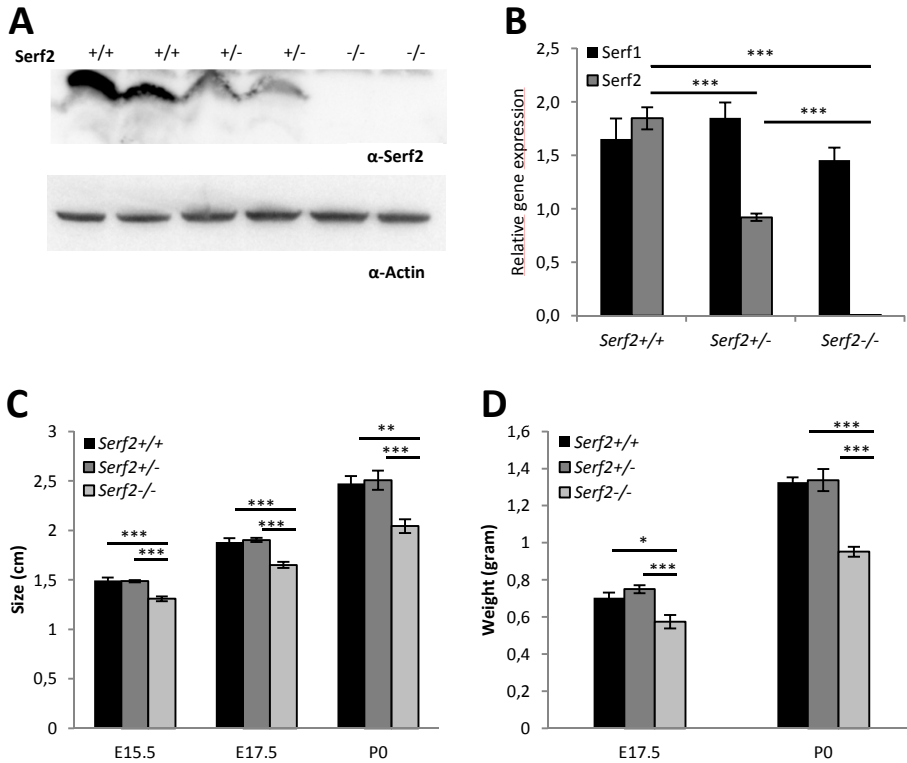 A
Serf2 +/+ +/+ +/- +/- -/- -/-
α-Serf2
α-Actin
B
Relative gene expression
2,5
2,0
1,5
1,0
0,5
0,0
Serf1
Serf2
***
***
***
Serf2+/+ Serf2+/- Serf2-/-
C
Size (cm)
3
2,5
2
1,5
1
0,5
0
Serf2+/+
Serf2+/-
Serf2-/-
**
***
***
***
***
***
E15.5 E17.5 P0
D
Weight (gram)
1,6
1,4
1,2
1
0,8
0,6
0,4
0,2
0
Serf2+/+
Serf2+/-
Serf2-/-
***
***
*
***
E17.5 P0